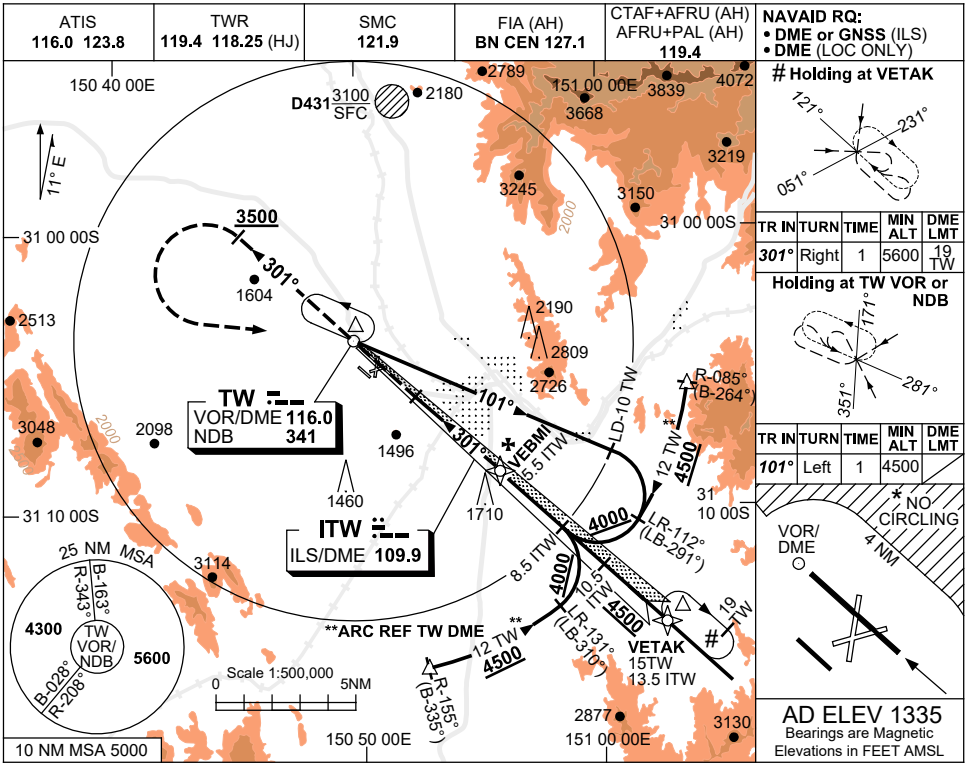 ATIS
116.0 123.8
TWR
119.4 118.25 (HJ)
SMC
121.9
FIA (AH)
BN CEN 127.1
CTAF+AFRU (AH)
AFRU+PAL (AH)
119.4
NAVAID RQ:
• DME or GNSS (ILS)
• DME (LOC ONLY)
150 40 00E
2789
151 00 00E
3839
4072
D431 3100
SFC
2180
3668
3219
11° E
3245
3150
2000
31 00 00S
31 00 00S
3500
301°
1604
2513
2190
2809
2726
R-085°
(B-264°)
TW
VOR/DME 116.0
NDB 341
101°
LD-10 TW
12 TW**
4500
2000
3048
2098
1496
301°
VEBMI
5.5 ITW
1460
1710
31
10 00S
31 10 00S
ITW
ILS/DME 109.9
4000
LR-112°
(LB-291°)
8.5 ITW
4000
10.5
ITW
4500
19
TW
#
3114
25 NM MSA
B-163°
R-343°
4300
TW
VOR/
NDB
5600
B-028°
R-208°
**ARC REF TW DME
12 TW**
4500
LR-131°
(LB-310°)
VETAK
15TW
13.5 ITW
R-155°
(B-335°)
Scale 1:500,000
0 5NM
2877
3130
10 NM MSA 5000
150 50 00E
151 00 00E
# Holding at VETAK
121°
231°
051°
TR IN TURN TIME MIN ALT DME LMT
301° Right 1 5600 19 TW
Holding at TW VOR or
NDB
171°
281°
351°
TR IN TURN TIME MIN ALT DME LMT
101° Left 1 4500
* NO
CIRCLING
4 NM
VOR/
DME
AD ELEV 1335
Bearings are Magnetic
Elevations in FEET AMSL